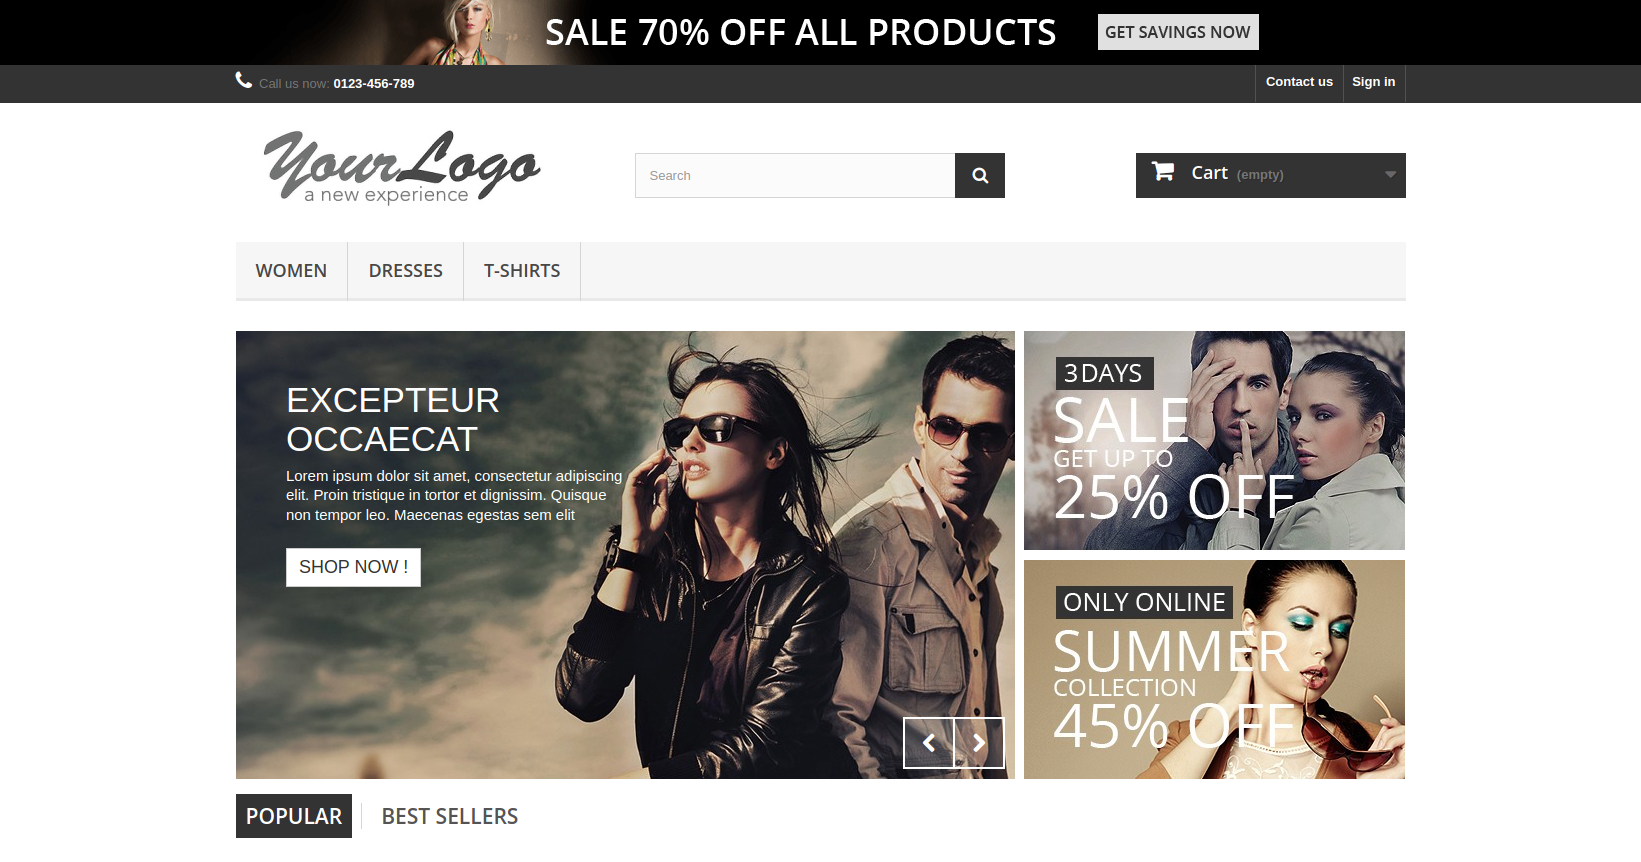 SALE 70% OFF ALL PRODUCTS
GET SAVINGS NOW
Call us now: 0123-456-789
Contact us
Sign in
Your Logo
a new experience
Search
Cart (empty)
WOMEN
DRESSES
T-SHIRTS
EXCEPTEUR
OCCAECAT
Lorem ipsum dolor sit amet, consectetur adipiscing
elit. Proin tristique in tortor et dignissim. Quisque
non tempor leo. Maecenas egestas sem elit
SHOP NOW !
3 DAYS
SALE
GET UP TO
25% OFF
ONLY ONLINE
SUMMER
COLLECTION
45% OFF
POPULAR
BEST SELLERS